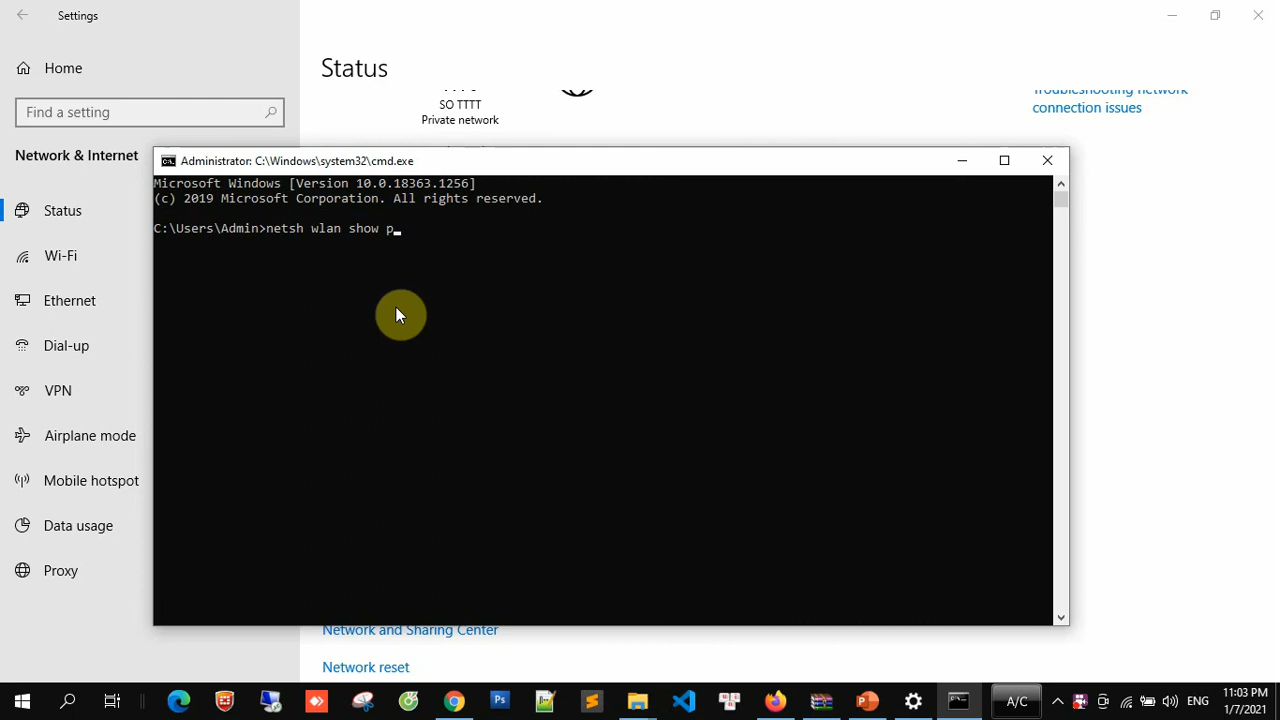 Settings
Home
Find a setting
Network & Internet
Status
Wi-Fi
Ethernet
Dial-up
VPN
Airplane mode
Mobile hotspot
Data usage
Proxy
Status
SO TTTT
Private network
Troubleshooting network
connection issues
Administrator: C:\Windows\system32\cmd.exe
Microsoft Windows [Version 10.0.18363.1256]
(c) 2019 Microsoft Corporation. All rights reserved.
C:\Users\Admin>netsh wlan show p_
Network and Sharing Center
Network reset
A/C
ENG
11:03 PM
1/7/2021